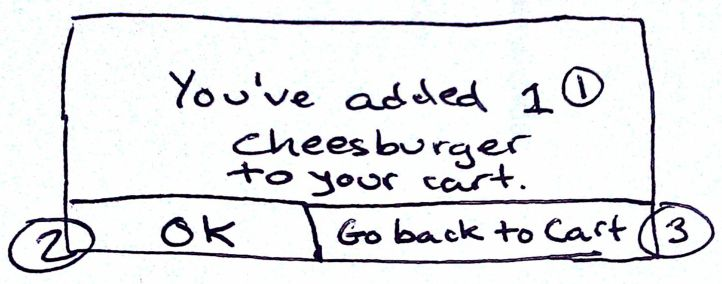 You've added 1 ①
cheesburger
to your cart.
② OK Go back to Cart ③